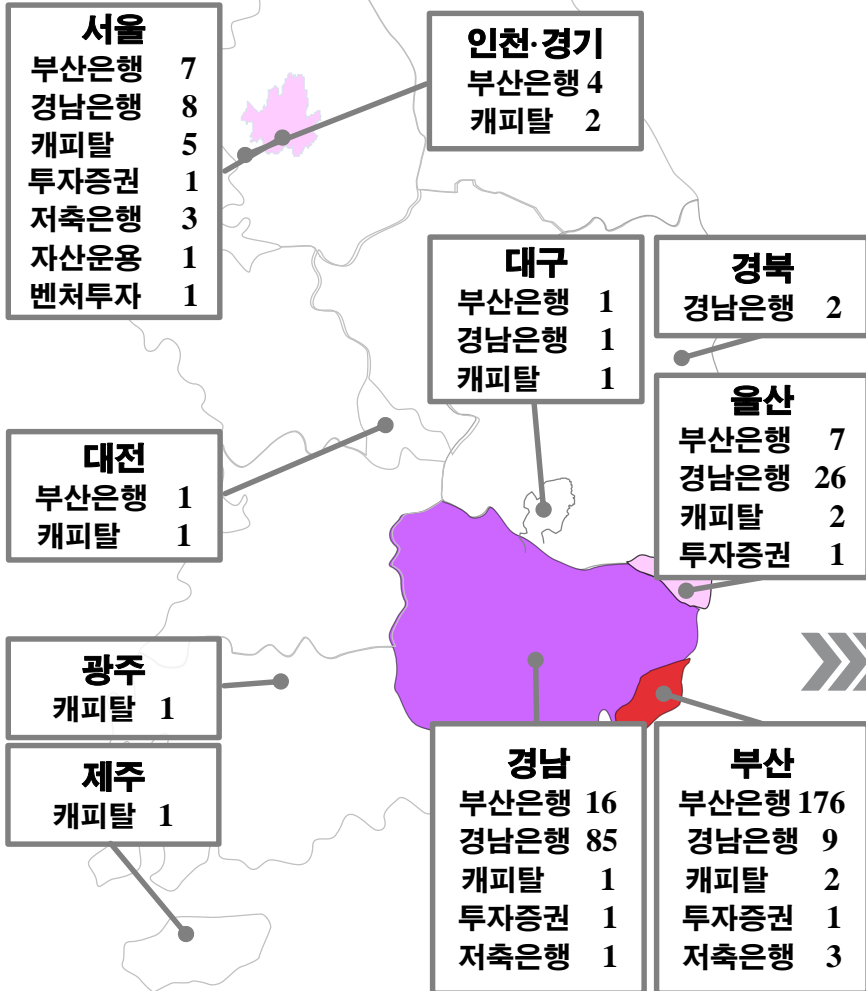 서울
부산은행 7
경남은행 8
캐피탈 5
투자증권 1
저축은행 3
자산운용 1
벤처투자 1
인천·경기
부산은행 4
캐피탈 2
대구
부산은행 1
경남은행 1
캐피탈 1
경북
경남은행 2
울산
부산은행 7
경남은행 26
캐피탈 2
투자증권 1
대전
부산은행 1
캐피탈 1
광주
캐피탈 1
제주
캐피탈 1
경남
부산은행 16
경남은행 85
캐피탈 1
투자증권 1
저축은행 1
부산
부산은행 176
경남은행 9
캐피탈 2
투자증권 1
저축은행 3